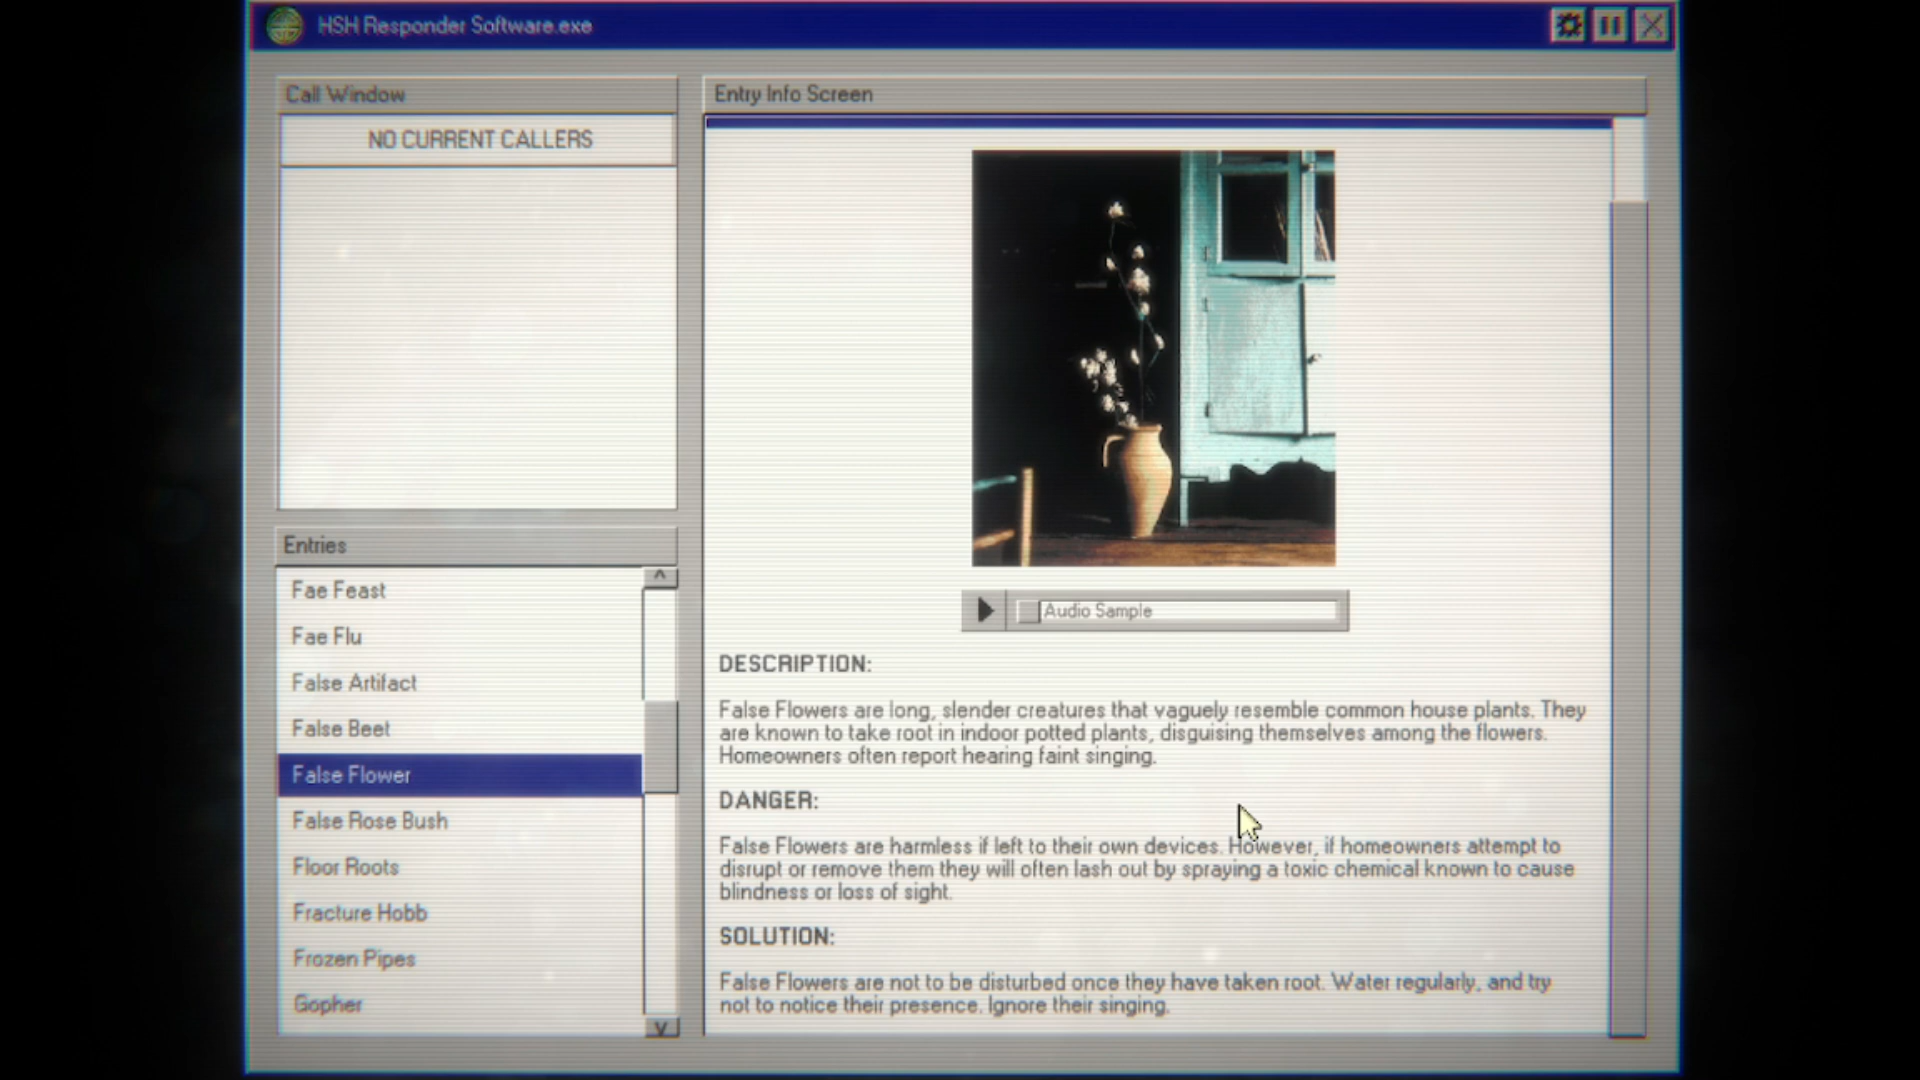 HSH Responder Software.exe
Call Window
NO CURRENT CALLERS
Entries
Fae Feast
Fae Flu
False Artifact
False Beet
False Flower
False Rose Bush
Floor Roots
Fracture Hobb
Frozen Pipes
Gopher
Entry Info Screen
Audio Sample
DESCRIPTION:
False Flowers are long, slender creatures that vaguely resemble common house plants. They
are known to take root in indoor potted plants, disguising themselves among the flowers.
Homeowners often report hearing faint singing.
DANGER:
False Flowers are harmless if left to their own devices. However, if homeowners attempt to
disrupt or remove them they will often lash out by spraying a toxic chemical known to cause
blindness or loss of sight.
SOLUTION:
False Flowers are not to be disturbed once they have taken root. Water regularly, and try
not to notice their presence. Ignore their singing.